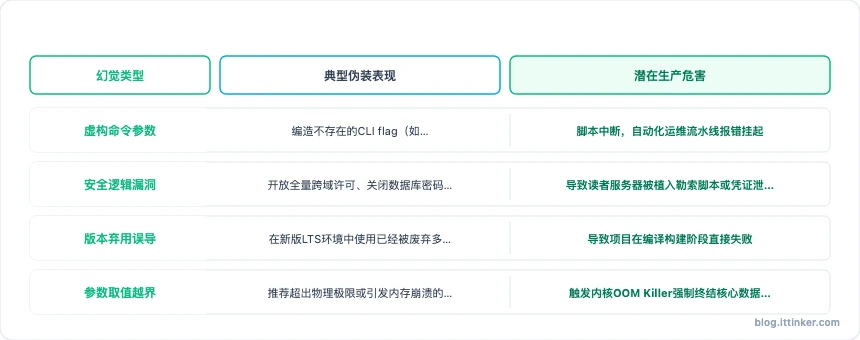 幻觉类型 典型伪装表现 潜在生产危害
虚构命令参数 编造不存在的CLI flag（如... 脚本中断，自动化运维流水线报错挂起
安全逻辑漏洞 开放全量跨域许可、关闭数据库密码... 导致读者服务器被植入勒索脚本或凭证泄...
版本弃用误导 在新版LTS环境中使用已经被废弃多... 导致项目在编译构建阶段直接失败
参数取值越界 推荐超出物理极限或引发内存崩溃的... 触发内核OOM Killer强制终结核心数据...
blog.ittinker.com